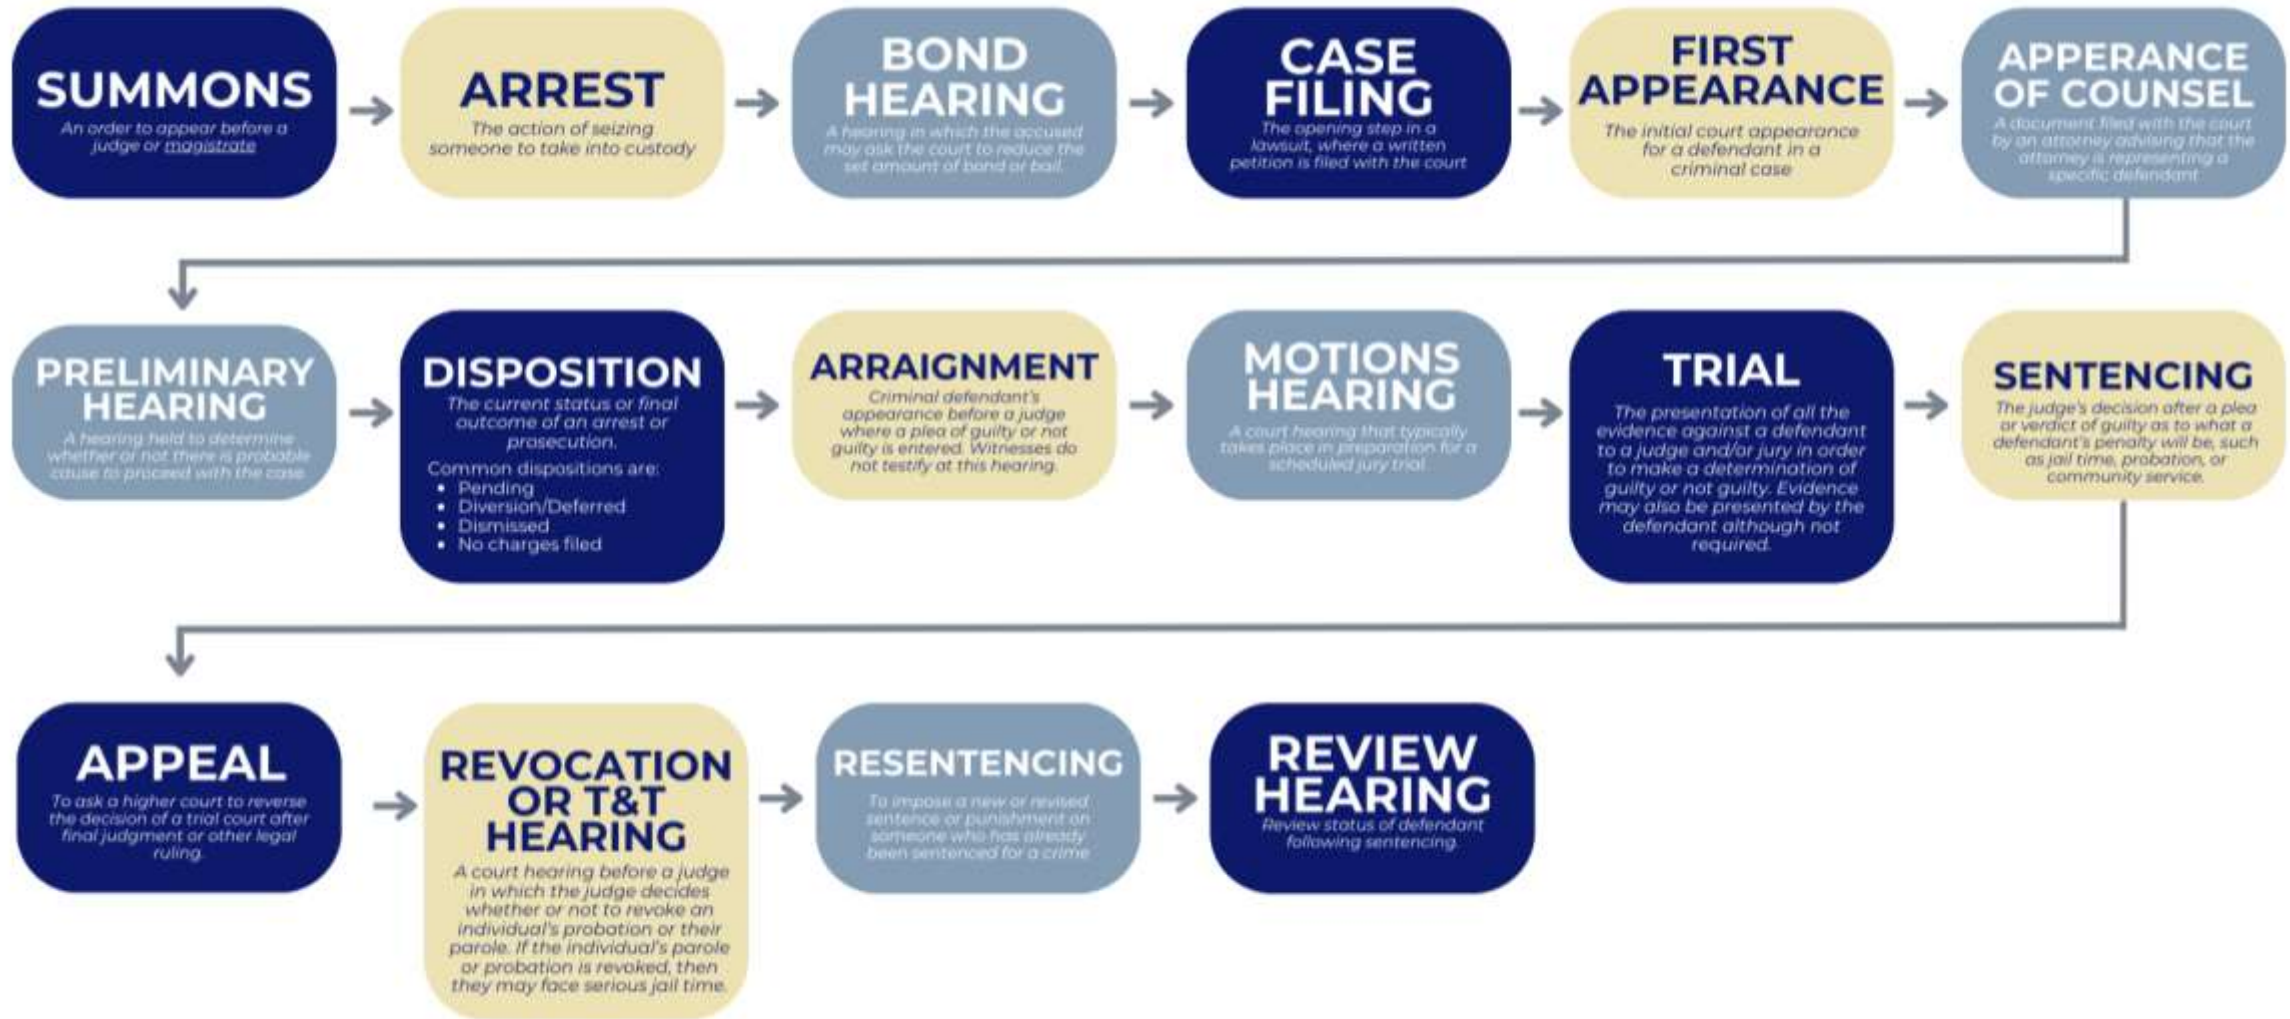 SUMMONS
An order to appear before a
judge or magistrate
ARREST
The action of seizing
someone to take into custody
BOND
HEARING
A hearing in which the accused
may ask the court to reduce the
set amount of bond or bail.
CASE
FILING
The opening step in a
lawsuit, where a written
petition is filed with the court
FIRST
APPEARANCE
The initial court appearance
for a defendant in a
criminal case
APPERANCE
OF COUNSEL
A document filed with the court
by an attorney advising that the
attorney is representing a
specific defendant
PRELIMINARY
HEARING
A hearing held to determine
whether or not there is probable
cause to proceed with the case
DISPOSITION
The current status or final
outcome of an arrest or
prosecution.
Common dispositions are:
• Pending
• Diversion/Deferred
• Dismissed
• No charges filed
ARRAIGNMENT
Criminal defendant's
appearance before a judge
where a plea of guilty or not
guilty is entered. Witnesses do
not testify at this hearing.
MOTIONS
HEARING
A court hearing that typically
takes place in preparation for a
scheduled jury trial
TRIAL
The presentation of all the
evidence against a defendant
to a judge and/or jury in order
to make a determination of
guilty or not guilty. Evidence
may also be presented by the
defendant although not
required.
SENTENCING
The judge's decision after a plea
or verdict of guilty as to what a
defendant's penalty will be, such
as jail time, probation, or
community service.
APPEAL
To ask a higher court to reverse
the decision of a trial court after
final judgment or other legal
ruling.
REVOCATION
OR T&T
HEARING
A court hearing before a judge
in which the judge decides
whether or not to revoke an
individual's probation or their
parole. If the individual's parole
or probation is revoked, then
they may face serious jail time.
RESENTENCING
To impose a new or revised
sentence or punishment on
someone who has already
been sentenced for a crime
REVIEW
HEARING
Review status of defendant
following sentencing.